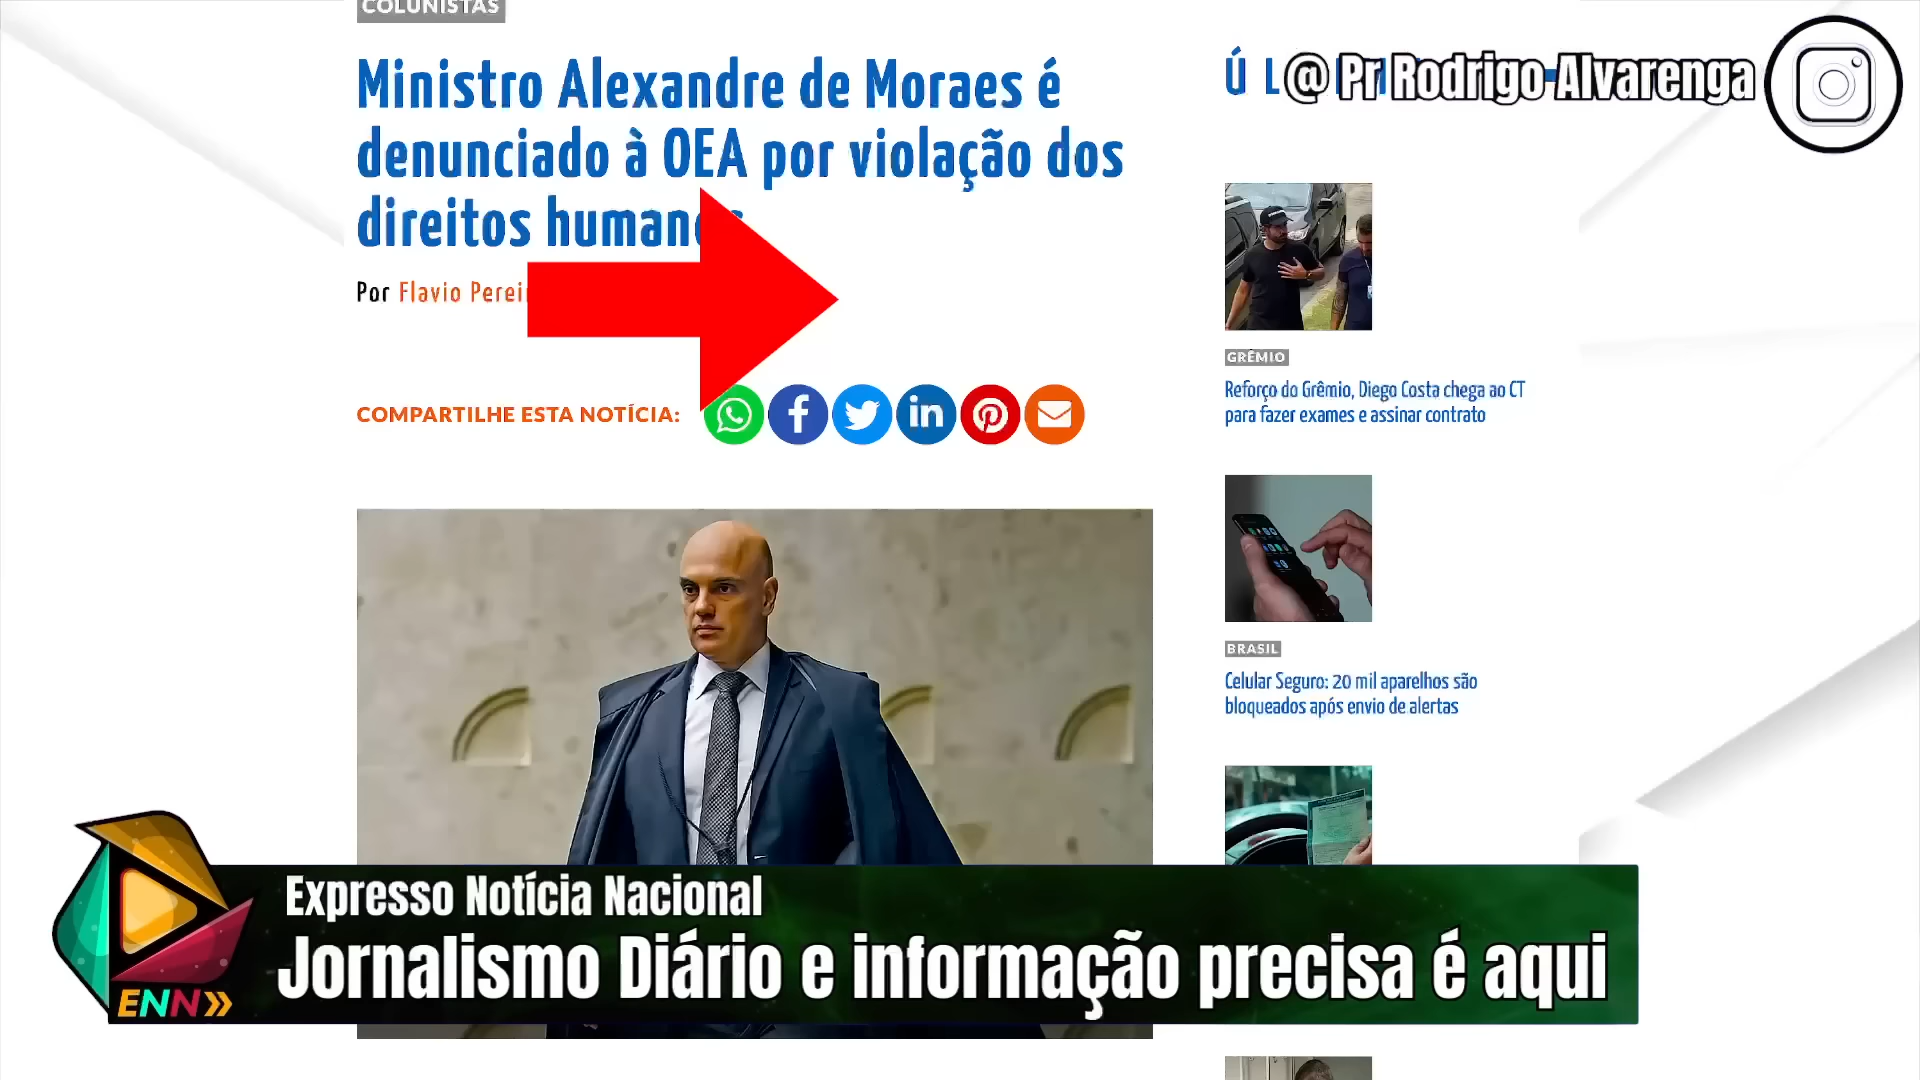 COLUNISTAS
Ministro Alexandre de Moraes é
denunciado à OEA por violação dos
direitos humanos
Por Flavio Perei
COMPARTILHE ESTA NOTÍCIA:
@ Pr Rodrigo Alvarenga
GRÊMIO
Reforço do Grêmio, Diego Costa chega ao CT
para fazer exames e assinar contrato
BRASIL
Celular Seguro: 20 mil aparelhos são
bloqueados após envio de alertas
Expresso Notícia Nacional
Jornalismo Diário e informação precisa é aqui
ENN